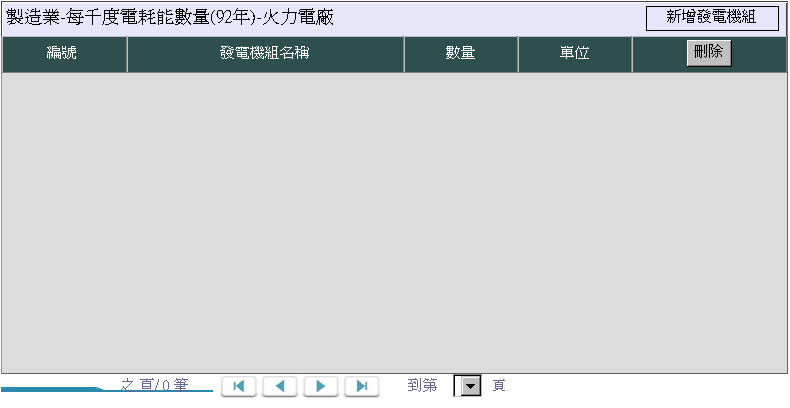 製造業-每千度電耗能數量(92年)-火力電廠 新增發電機組
編號 發電機組名稱 數量 單位 刪除
之 頁/0 筆 到第 頁